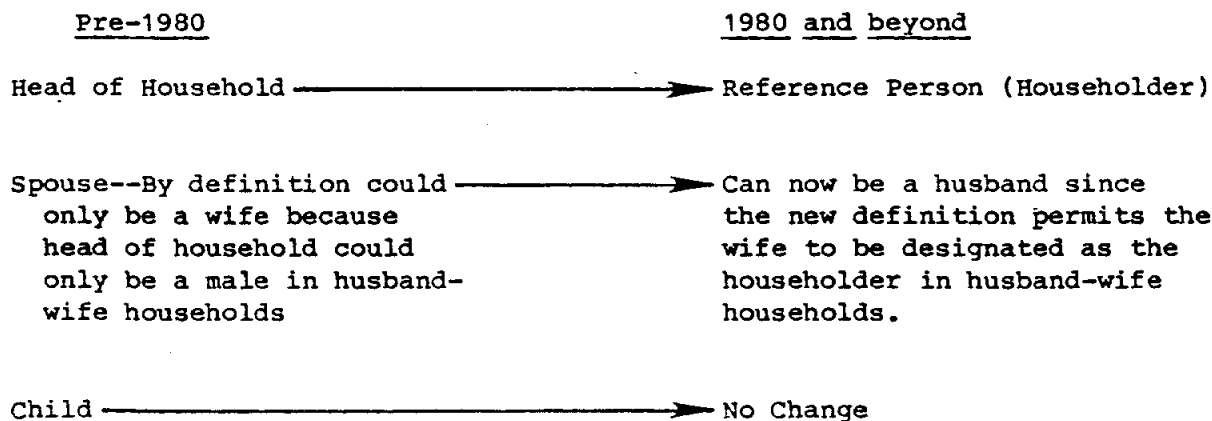 Pre-1980 1980 and beyond
Head of Household Reference Person (Householder)
Spouse--By definition could Can now be a husband since
only be a wife because the new definition permits the
head of household could wife to be designated as the
only be a male in husband- householder in husband-wife
wife households households.
Child No Change